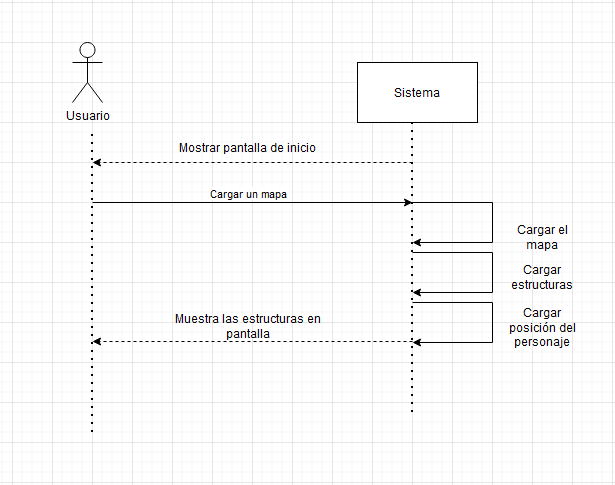 Usuario
Sistema
Mostrar pantalla de inicio
Cargar un mapa
Cargar el
mapa
Cargar
estructuras
Cargar
posición del
personaje
Muestra las estructuras en
pantalla